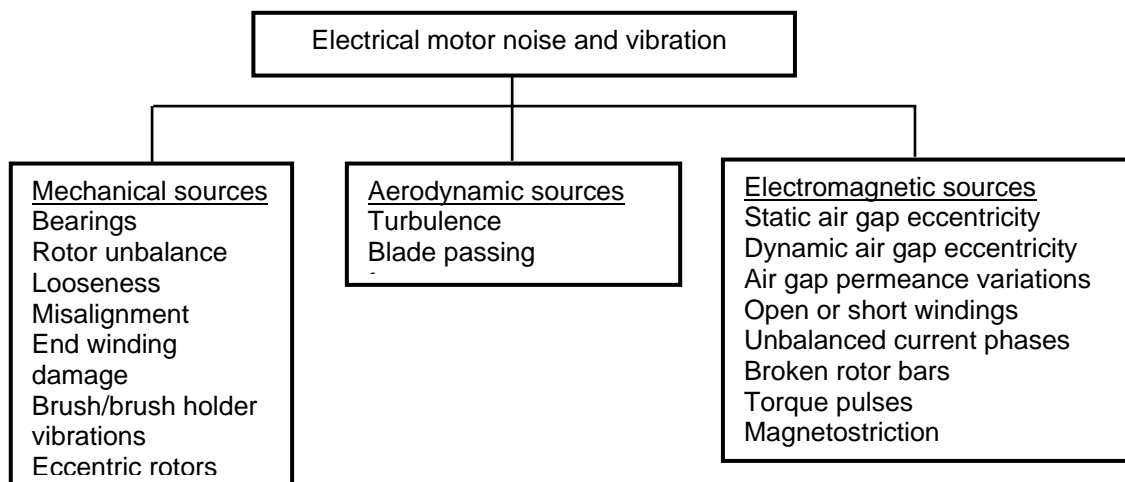 Electrical motor noise and vibration
Mechanical sources
Bearings
Rotor unbalance
Looseness
Misalignment
End winding
damage
Brush/brush holder
vibrations
Eccentric rotors
Aerodynamic sources
Turbulence
Blade passing
Electromagnetic sources
Static air gap eccentricity
Dynamic air gap eccentricity
Air gap permeance variations
Open or short windings
Unbalanced current phases
Broken rotor bars
Torque pulses
Magnetostriction